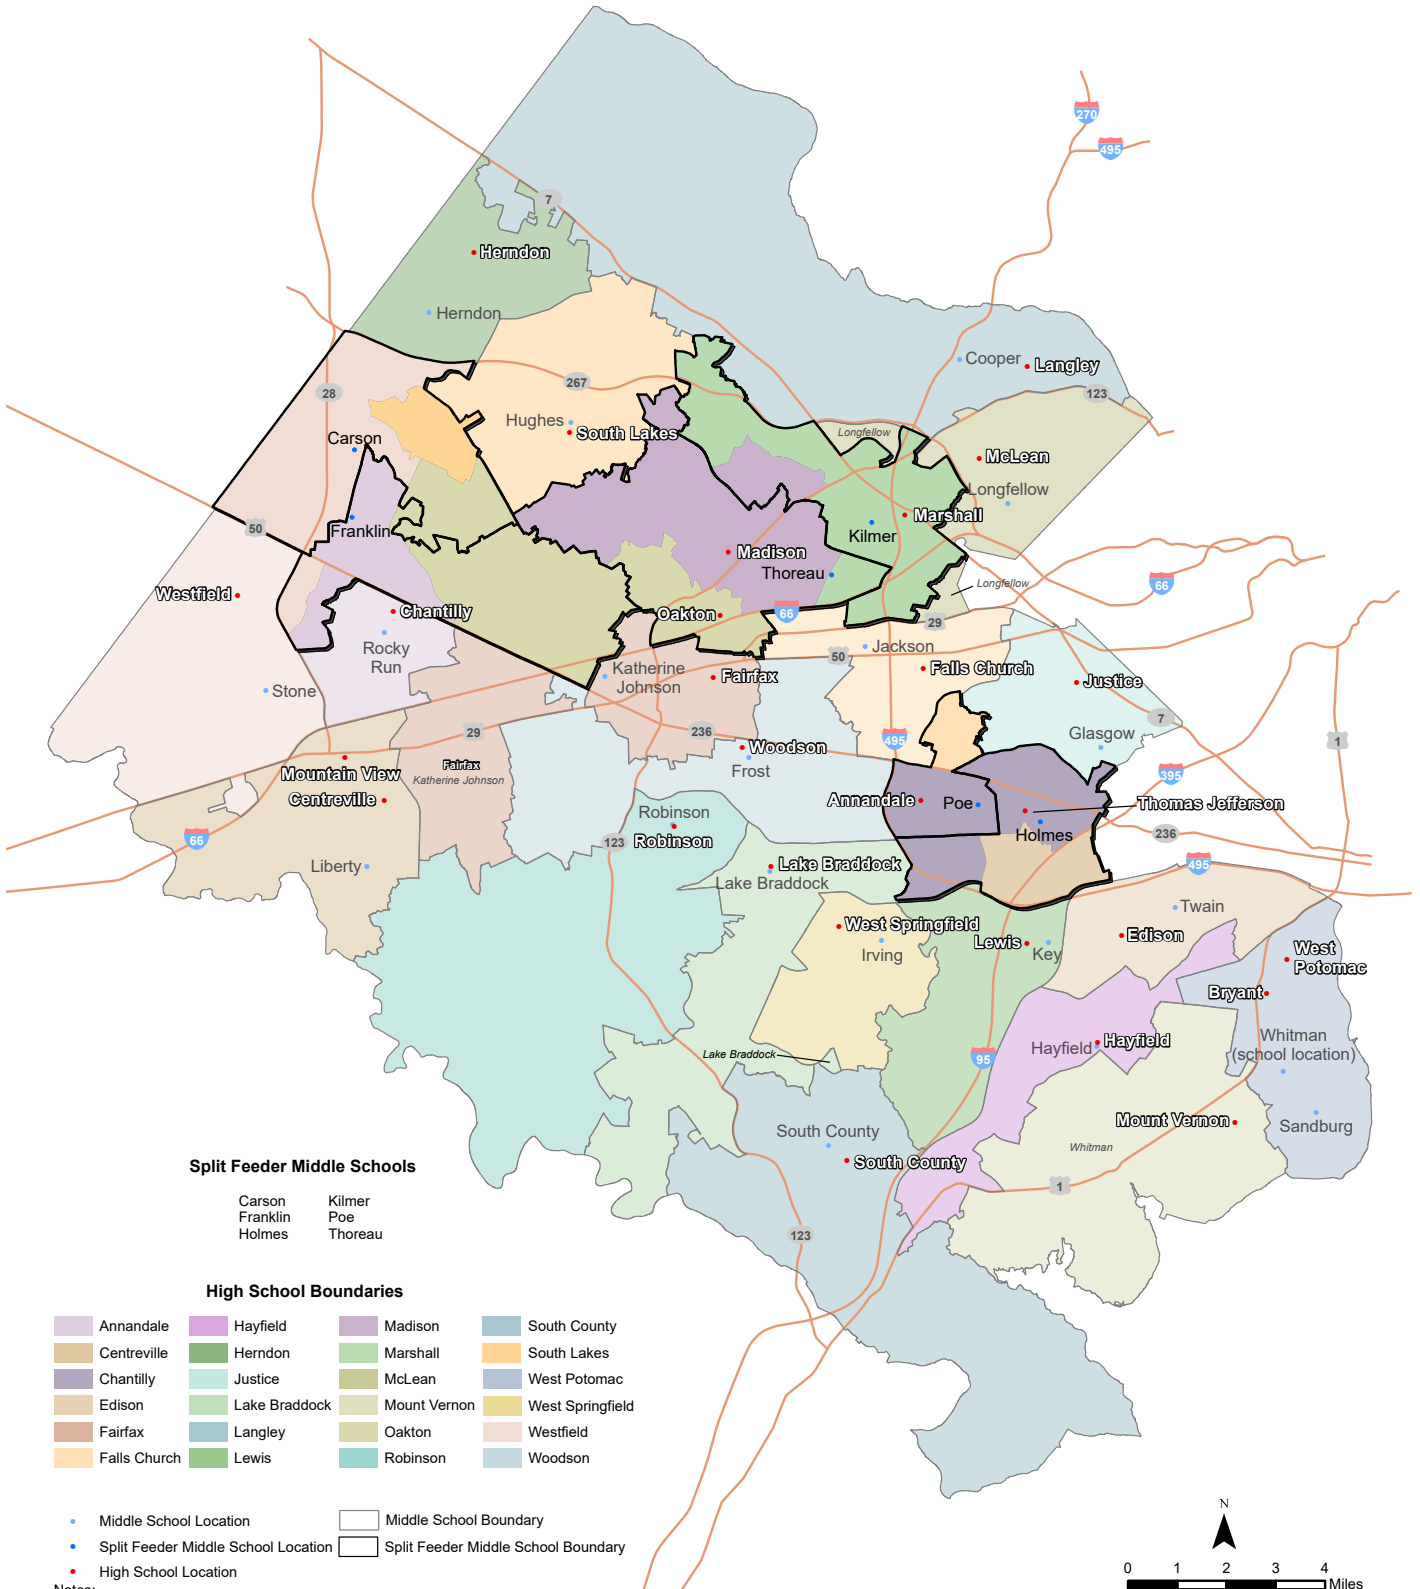 270
495
7
Herndon
Herndon
Cooper
Langley
267
28
123
Hughes
South Lakes
Longfellow
Carson
McLean
Longfellow
Marshall
50
Franklin
Kilmer
Madison
Thoreau
66
Longfellow
Westfield
Chantilly
Oakton
66
29
Rocky
Run
Jackson
50
Katherine
Johnson
Fairfax
Falls Church
Justice
Stone
7
29
236
495
Glasgow
1
Woodson
Frost
Mountain View
Fairfax
Katherine Johnson
395
Centreville
Annandale
Poe
Thomas Jefferson
Robinson
Robinson
Holmes
236
66
123
Liberty
Lake Braddock
Lake Braddock
495
Twain
West Springfield
Irving
Lewis
Key
Edison
West
Potomac
Bryant
Whitman
(school location)
Hayfield
Hayfield
Lake Braddock
95
Mount Vernon
Sandburg
South County
South County
Whitman
1
123
Split Feeder Middle Schools
Carson Kilmer
Franklin Poe
Holmes Thoreau
High School Boundaries
Annandale Hayfield Madison South County
Centreville Herndon Marshall South Lakes
Chantilly Justice McLean West Potomac
Edison Lake Braddock Mount Vernon West Springfield
Fairfax Langley Oakton Westfield
Falls Church Lewis Robinson Woodson
Middle School Location Middle School Boundary
Split Feeder Middle School Location Split Feeder Middle School Boundary
High School Location
N
0 1 2 3 4
Miles